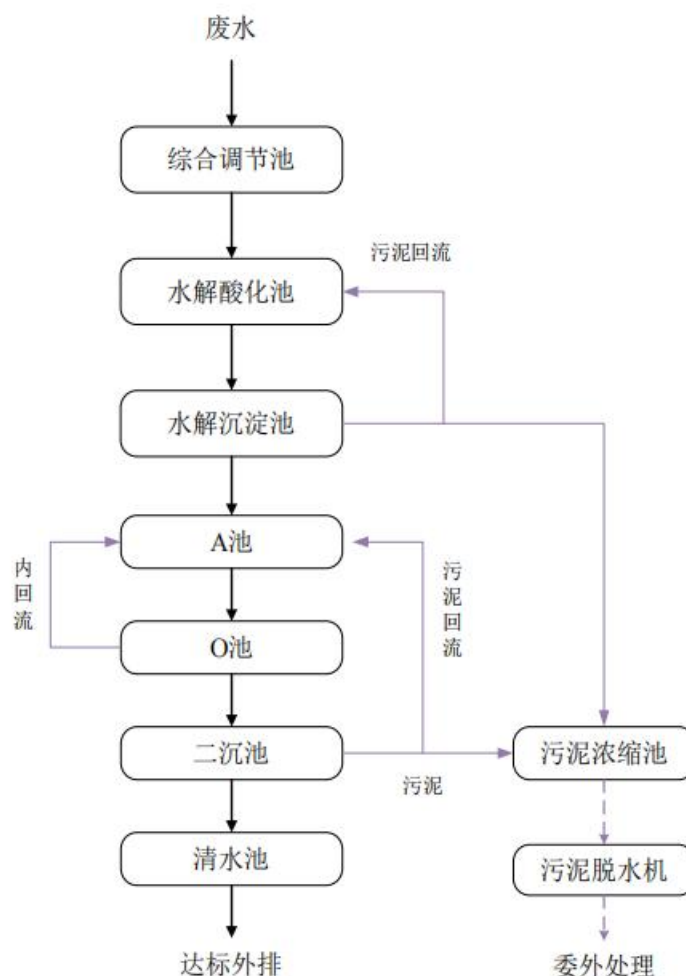 废水
综合调节池
污泥回流
水解酸化池
水解沉淀池
A池
内回流
污泥回流
O池
二沉池
污泥浓缩池
污泥
清水池
污泥脱水机
达标外排
委外处理